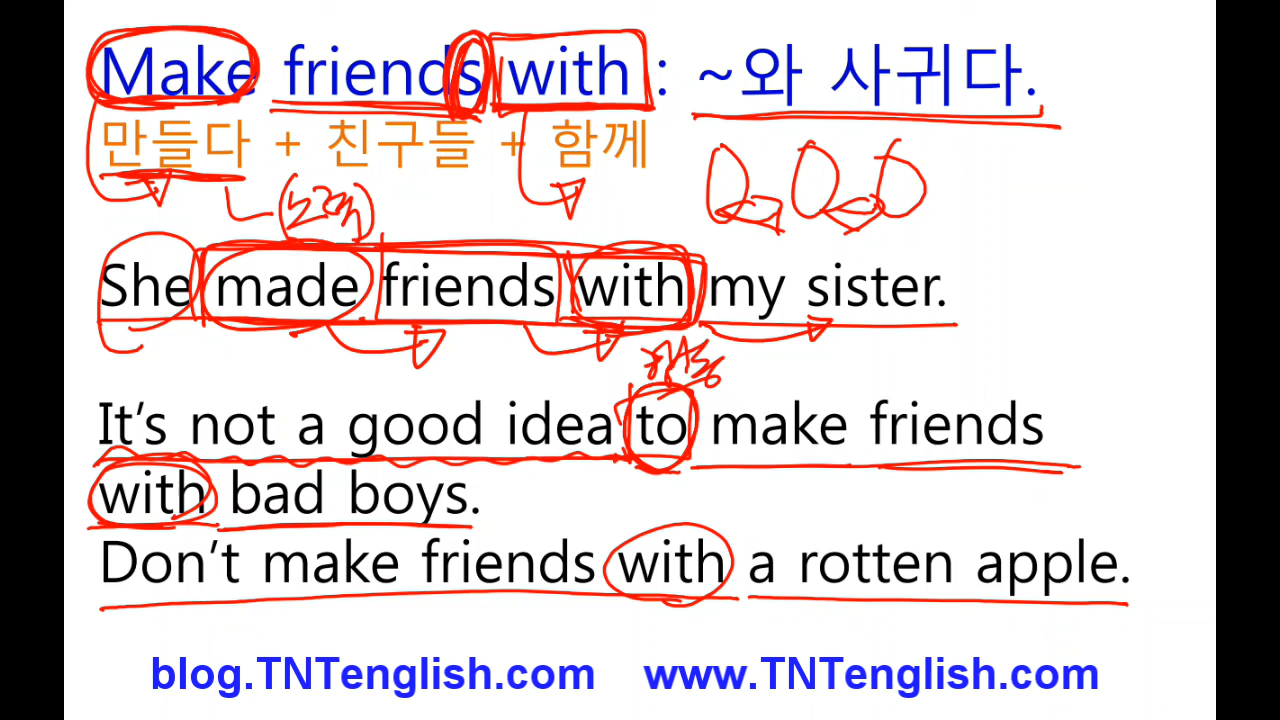 Make friends with : ~와 사귀다.
만들다 + 친구들 + 함께
She made friends with my sister.
It's not a good idea to make friends
with bad boys.
Don't make friends with a rotten apple.
blog.TNTenglish.com www.TNTenglish.com